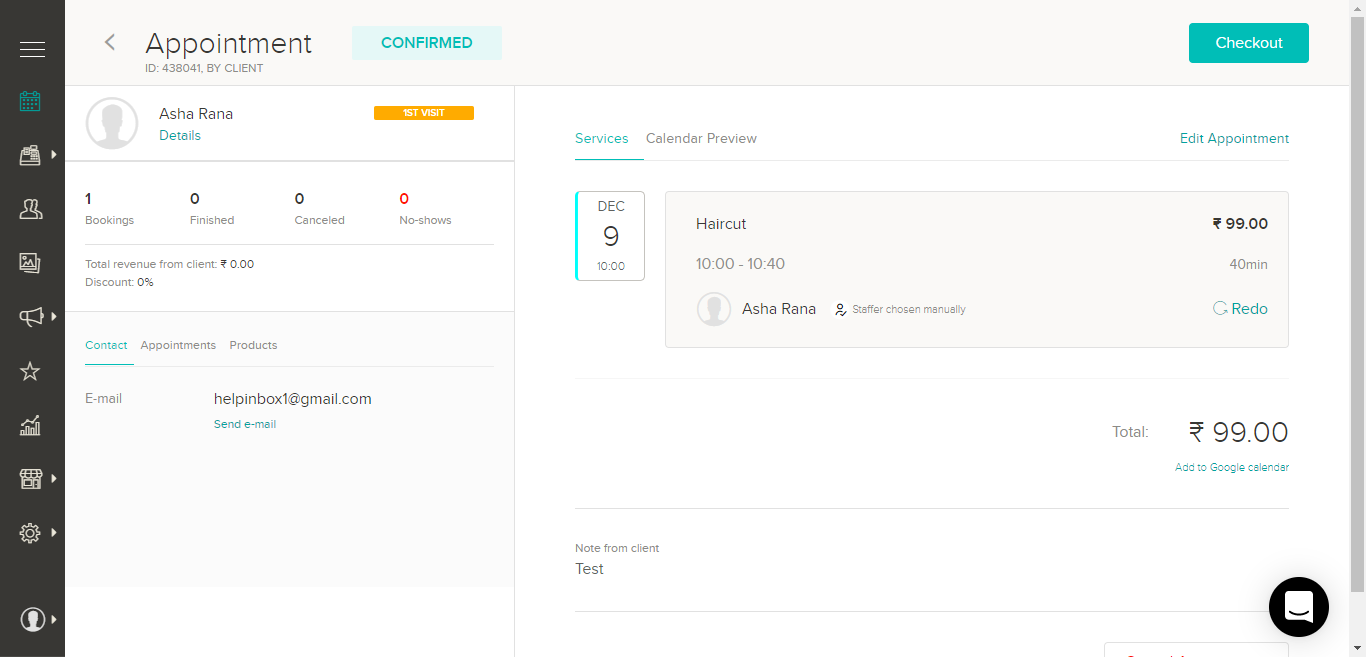 Appointment
CONFIRMED
Checkout
ID: 438041, BY CLIENT
Asha Rana
1ST VISIT
Details
1
0
0
0
Bookings
Finished
Canceled
No-shows
Total revenue from client: ₹ 0.00
Discount: 0%
Contact
Appointments
Products
E-mail
helpinbox1@gmail.com
Send e-mail
Services
Calendar Preview
Edit Appointment
DEC
9
10:00
Haircut
₹ 99.00
10:00 - 10:40
40min
Asha Rana
Staffer chosen manually
Redo
Total:
₹ 99.00
Add to Google calendar
Note from client
Test